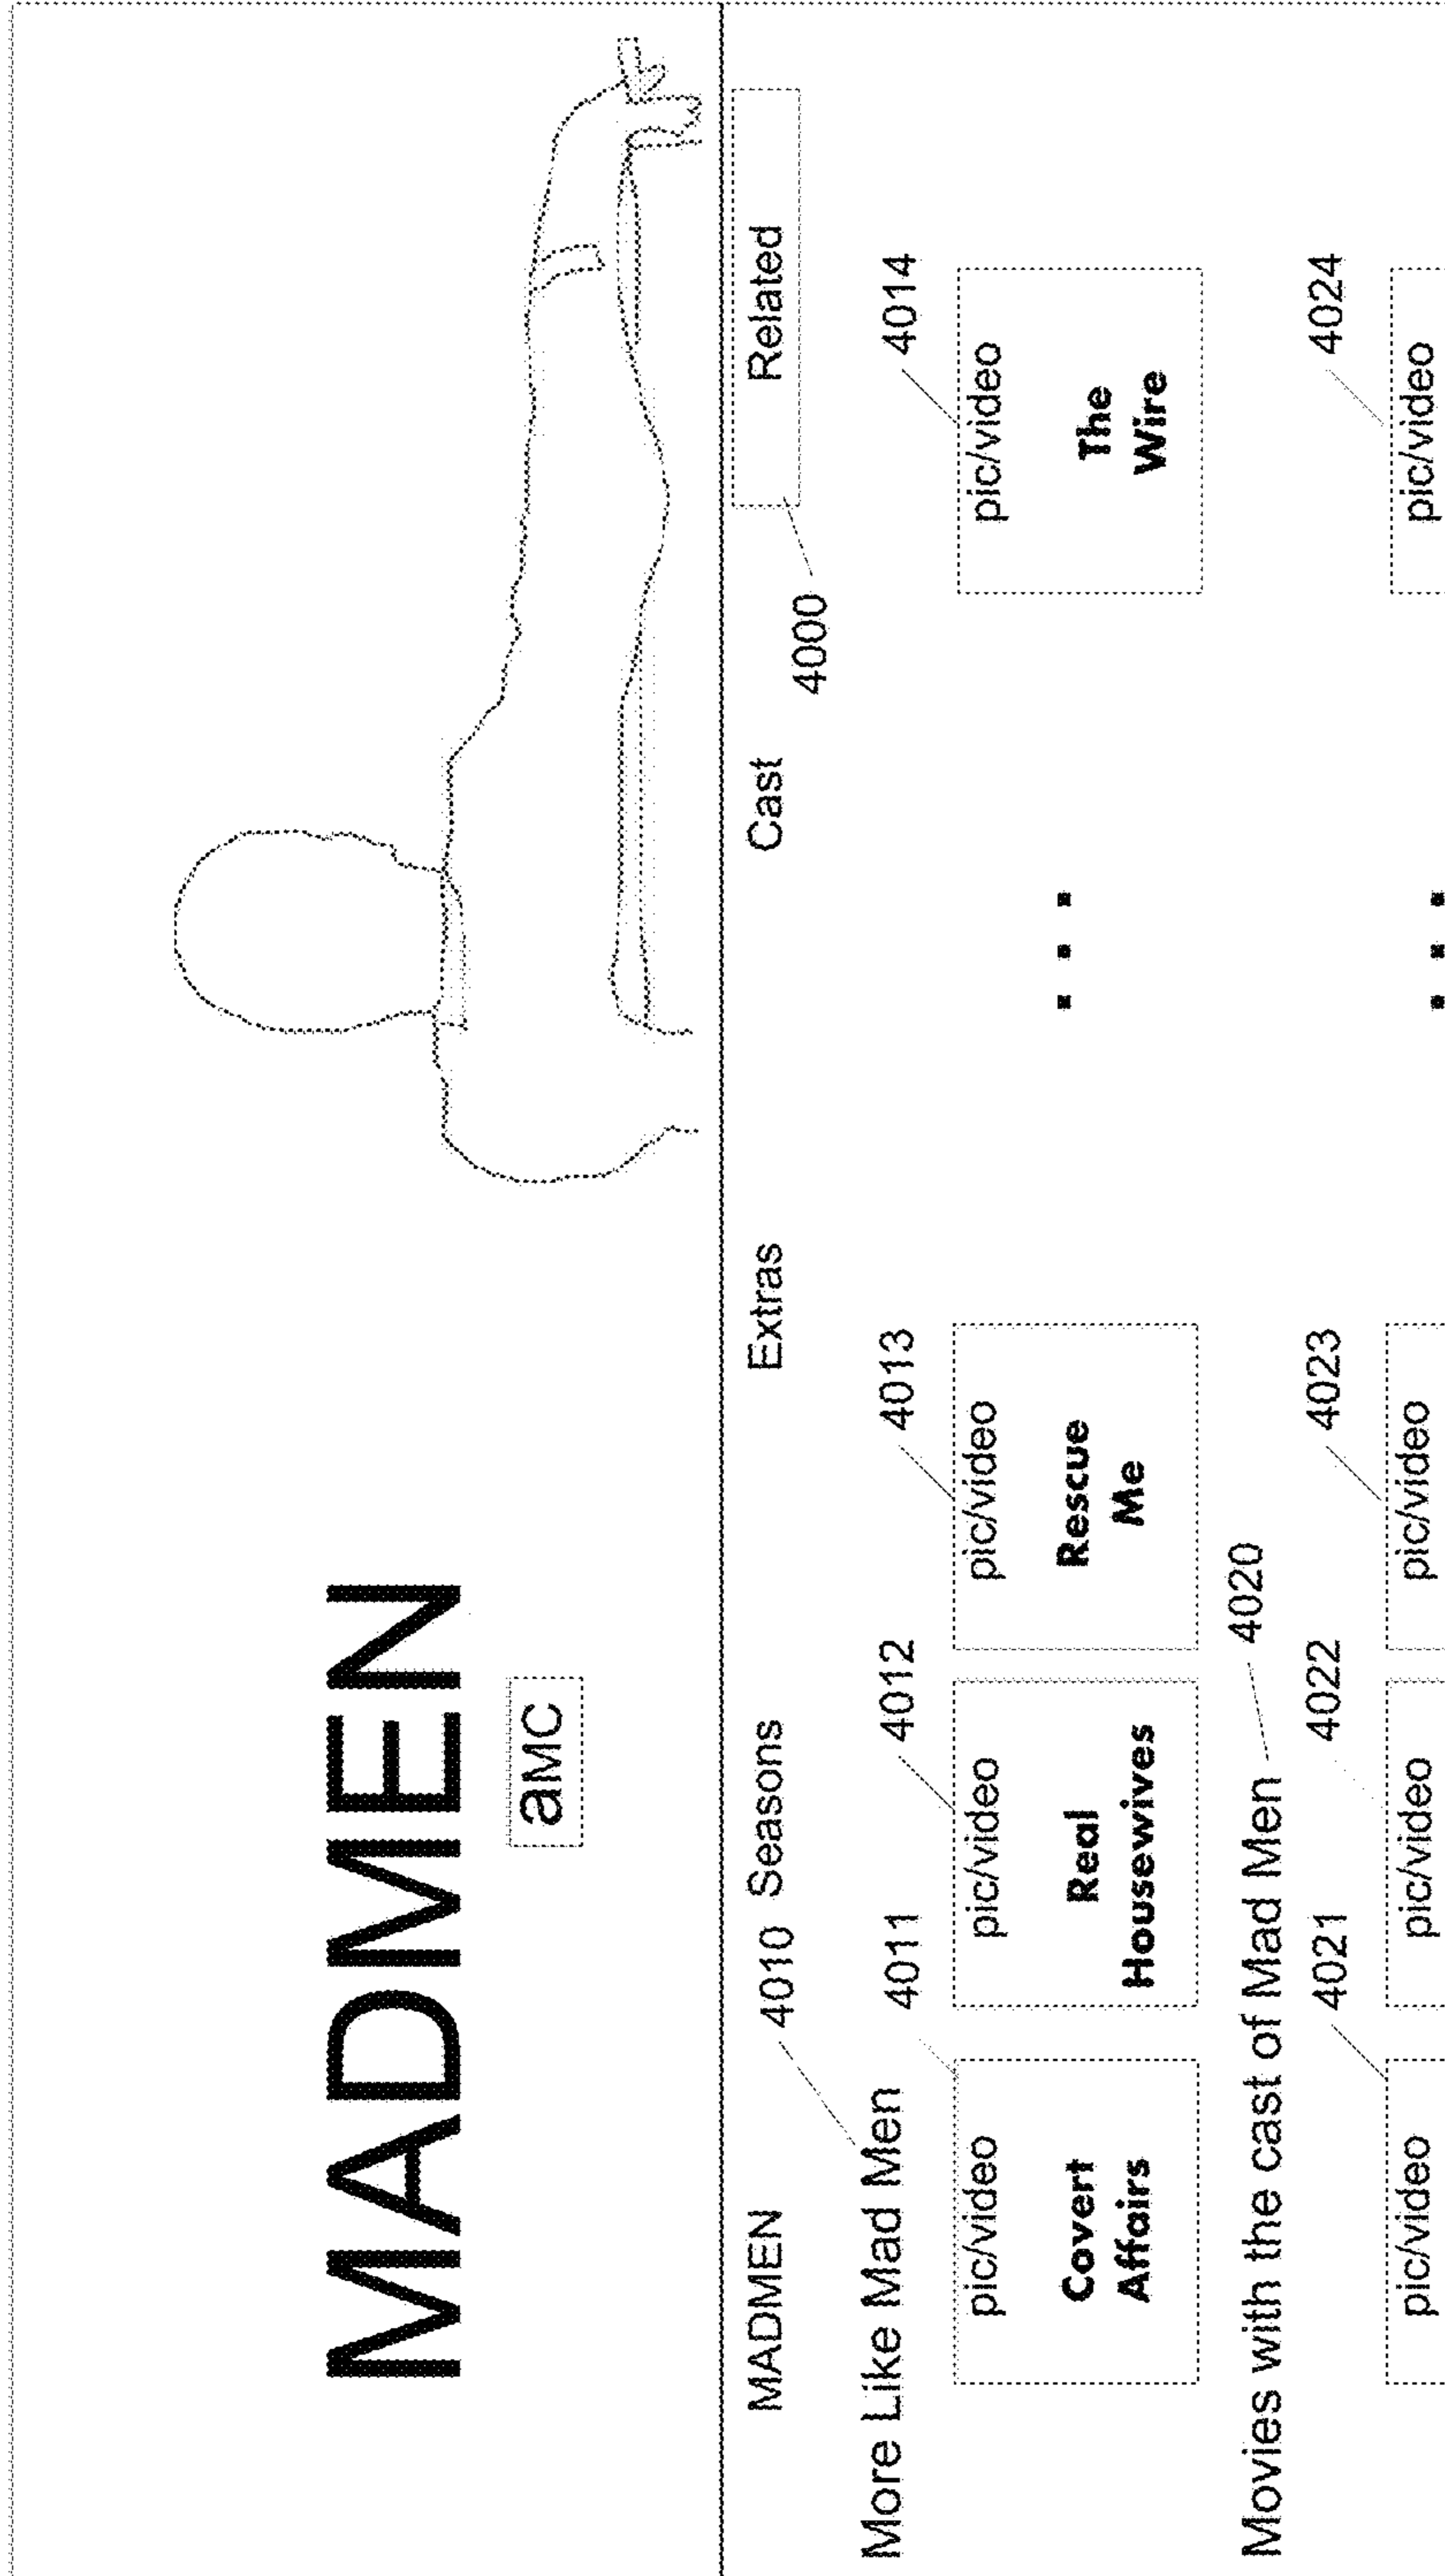 MADMEN
aMC
MADMEN 4010 Seasons Extras Cast Related
4000
More Like Mad Men
4011 4012 4013 4014
pic/video pic/video pic/video pic/video
Covert Real Rescue The
Affairs Housewives Me Wire
...
Movies with the cast of Mad Men 4020
4021 4022 4023 4024
pic/video pic/video pic/video pic/video
...